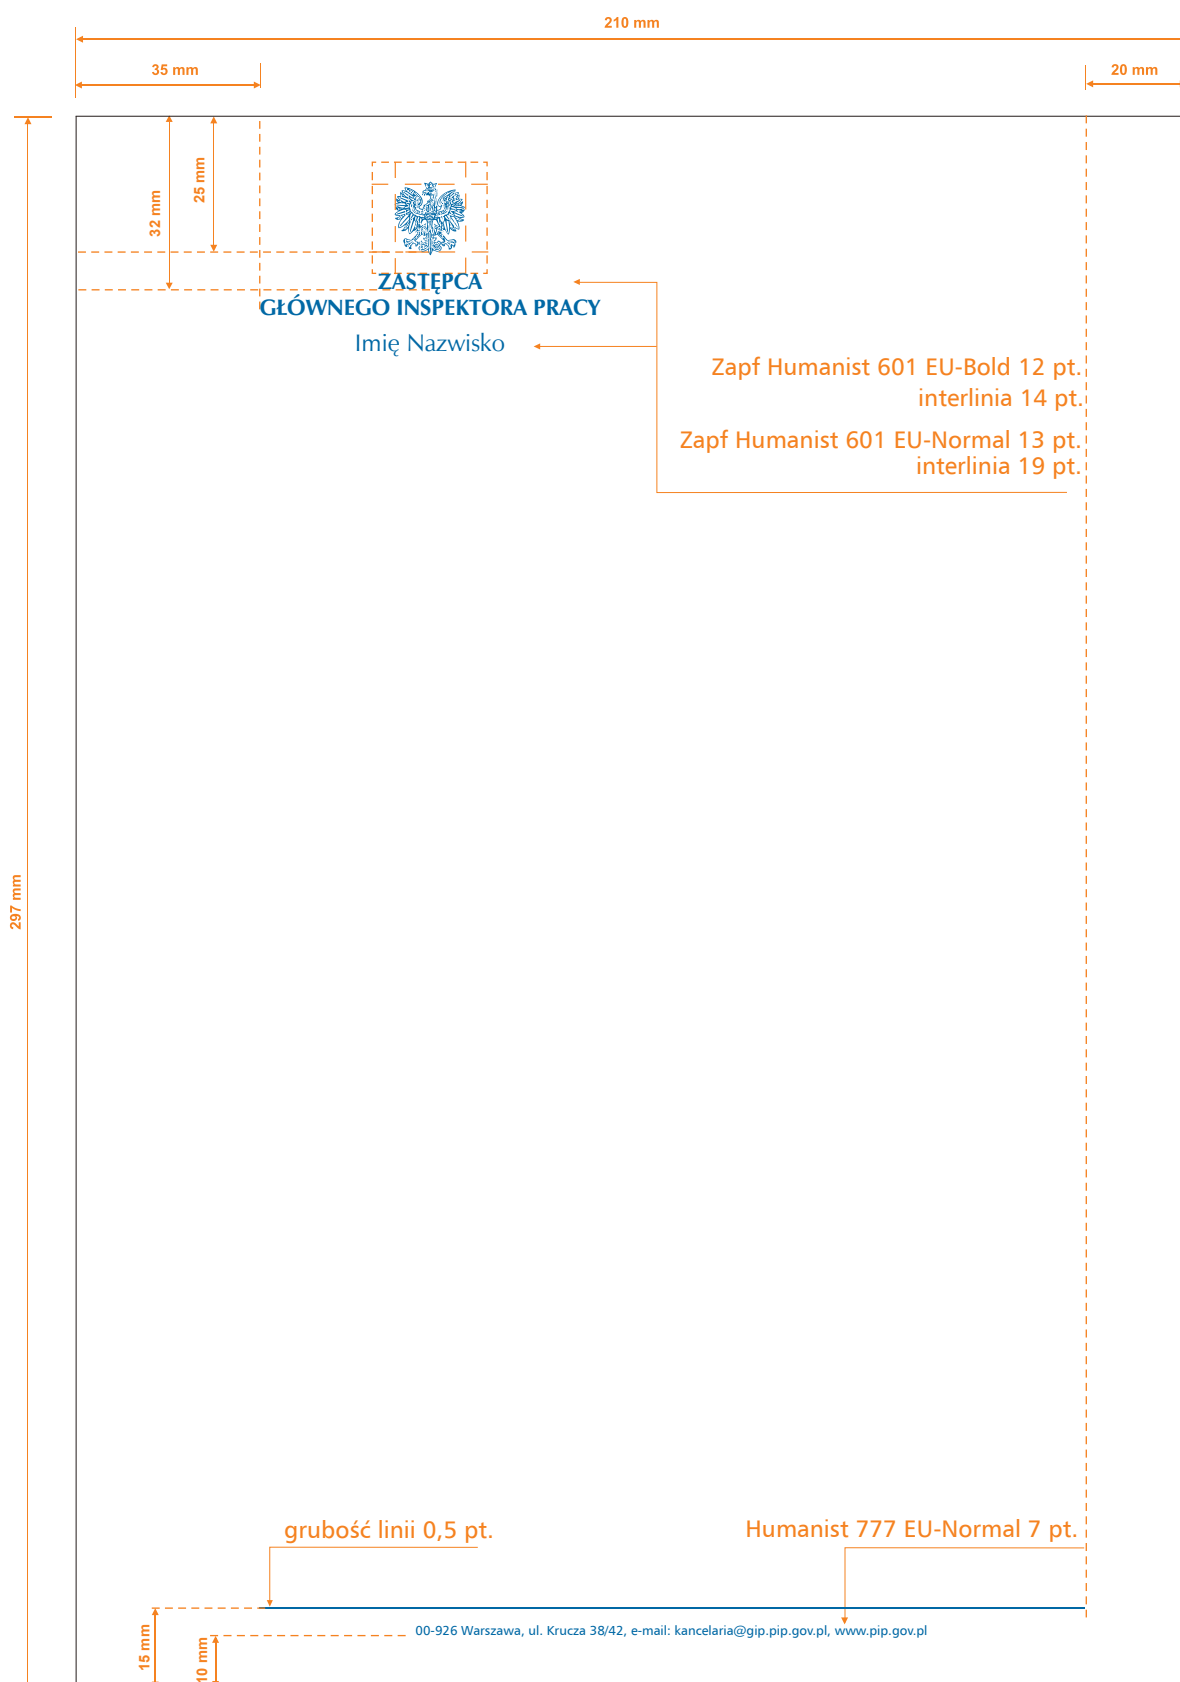 210 mm
35 mm
20 mm
25 mm
32 mm
ZASTĘPCA
GŁÓWNEGO INSPEKTORA PRACY
Imię Nazwisko
Zapf Humanist 601 EU-Bold 12 pt.
interlinia 14 pt.
Zapf Humanist 601 EU-Normal 13 pt.
interlinia 19 pt.
297 mm
grubość linii 0,5 pt.
Humanist 777 EU-Normal 7 pt.
00-926 Warszawa, ul. Krucza 38/42, e-mail: kancelaria@gip.pip.gov.pl, www.pip.gov.pl
15 mm
10 mm